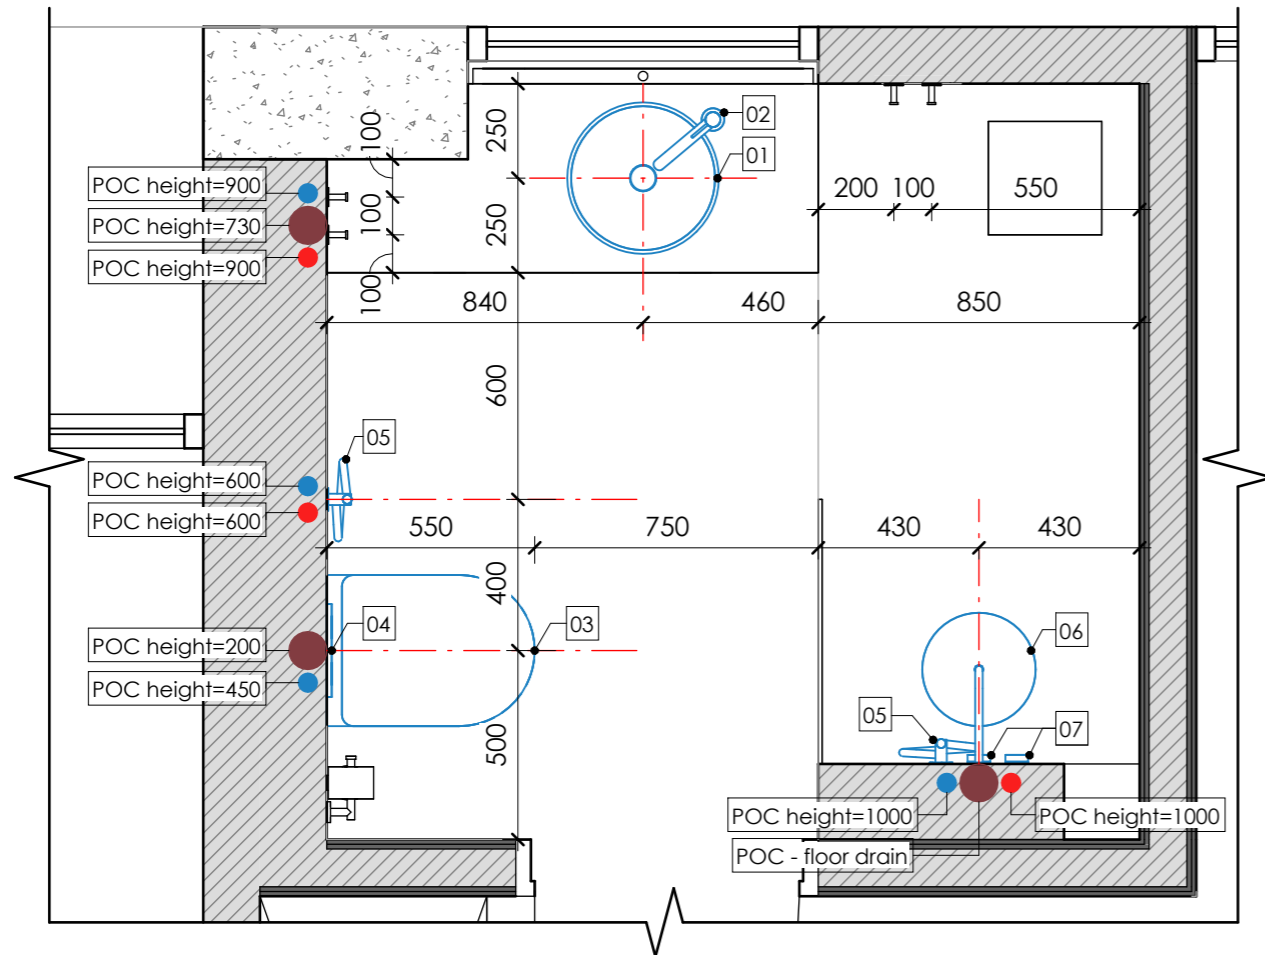 100
250
02
01
POC height=900
POC height=730
POC height=900
100
250
200 100 550
100
840 460 850
600
05
POC height=600
POC height=600
550 750 430 430
400
POC height=200
POC height=450
04
03
06
05
07
500
POC height=1000
POC height=1000
POC - floor drain